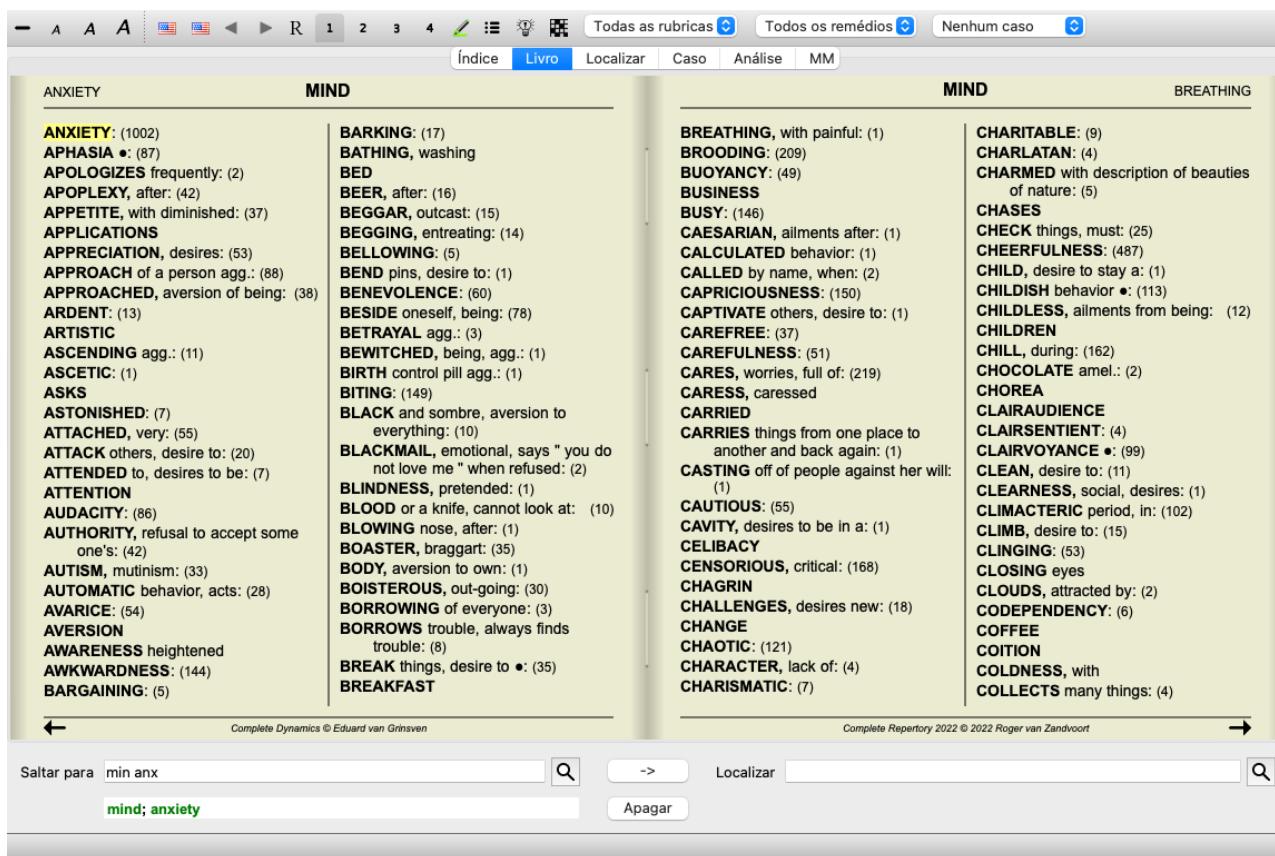 A A A R 1 2 3 4 Todas as rubricas Todos os remédios Nenhum caso
Índice Livro Localizar Caso Análise MM
ANXIETY MIND
ANXIETY: (1002)
APHASIA ●: (87)
APOLOGIZES frequently: (2)
APOPLEXY, after: (42)
APPETITE, with diminished: (37)
APPLICATIONS
APPRECIATION, desires: (53)
APPROACH of a person agg.: (88)
APPROACHED, aversion of being: (38)
ARDENT: (13)
ARTISTIC
ASCENDING agg.: (11)
ASCETIC: (1)
ASKS
ASTONISHED: (7)
ATTACHED, very: (55)
ATTACK others, desire to: (20)
ATTENDED to, desires to be: (7)
ATTENTION
AUDACITY: (86)
AUTHORITY, refusal to accept some
one's: (42)
AUTISM, mutinism: (33)
AUTOMATIC behavior, acts: (28)
AVARICE: (54)
AVERSION
AWARENESS heightened
AWKWARDNESS: (144)
BARGAINING: (5)
BARKING: (17)
BATHING, washing
BED
BEER, after: (16)
BEGGAR, outcast: (15)
BEGGING, entreating: (14)
BELLOWING: (5)
BEND pins, desire to: (1)
BENEVOLENCE: (60)
BESIDE oneself, being: (78)
BETRAYAL agg.: (3)
BEWITCHED, being, agg.: (1)
BIRTH control pill agg.: (1)
BITING: (149)
BLACK and sombre, aversion to
everything: (10)
BLACKMAIL, emotional, says " you do
not love me " when refused: (2)
BLINDNESS, pretended: (1)
BLOOD or a knife, cannot look at: (10)
BLOWING nose, after: (1)
BOASTER, braggart: (35)
BODY, aversion to own: (1)
BOISTEROUS, out-going: (30)
BORROWING of everyone: (3)
BORROWS trouble, always finds
trouble: (8)
BREAK things, desire to ●: (35)
BREAKFAST
Complete Dynamics © Eduard van Grinsven
MIND BREATHING
BREATHING, with painful: (1)
BROODING: (209)
BUOYANCY: (49)
BUSINESS
BUSY: (146)
CAESARIAN, ailments after: (1)
CALCULATED behavior: (1)
CALLED by name, when: (2)
CAPRICIOUSNESS: (150)
CAPTIVATE others, desire to: (1)
CAREFREE: (37)
CAREFULNESS: (51)
CARES, worries, full of: (219)
CARESS, caressed
CARRIED
CARRIES things from one place to
another and back again: (1)
CASTING off of people against her will:
(1)
CAUTIOUS: (55)
CAVITY, desires to be in a: (1)
CELIBACY
CENSORIOUS, critical: (168)
CHAGRIN
CHALLENGES, desires new: (18)
CHANGE
CHAOTIC: (121)
CHARACTER, lack of: (4)
CHARISMATIC: (7)
CHARITABLE: (9)
CHARLATAN: (4)
CHARMED with description of beauties
of nature: (5)
CHASES
CHECK things, must: (25)
CHEERFULNESS: (487)
CHILD, desire to stay a: (1)
CHILDISH behavior ●: (113)
CHILDLESS, ailments from being: (12)
CHILDREN
CHILL, during: (162)
CHOCOLATE amel.: (2)
CHOREA
CLAIRAUDIENCE
CLAIRSENTIENT: (4)
CLAIRVOYANCE ●: (99)
CLEAN, desire to: (11)
CLEARNESS, social, desires: (1)
CLIMACTERIC period, in: (102)
CLIMB, desire to: (15)
CLINGING: (53)
CLOSING eyes
CLOUDS, attracted by: (2)
CODEPENDENCY: (6)
COFFEE
COITION
COLDNESS, with
COLLECTS many things: (4)
Complete Repertory 2022 © 2022 Roger van Zandvoort
Saltar para min anx -> Localizar
mind; anxiety Apagar